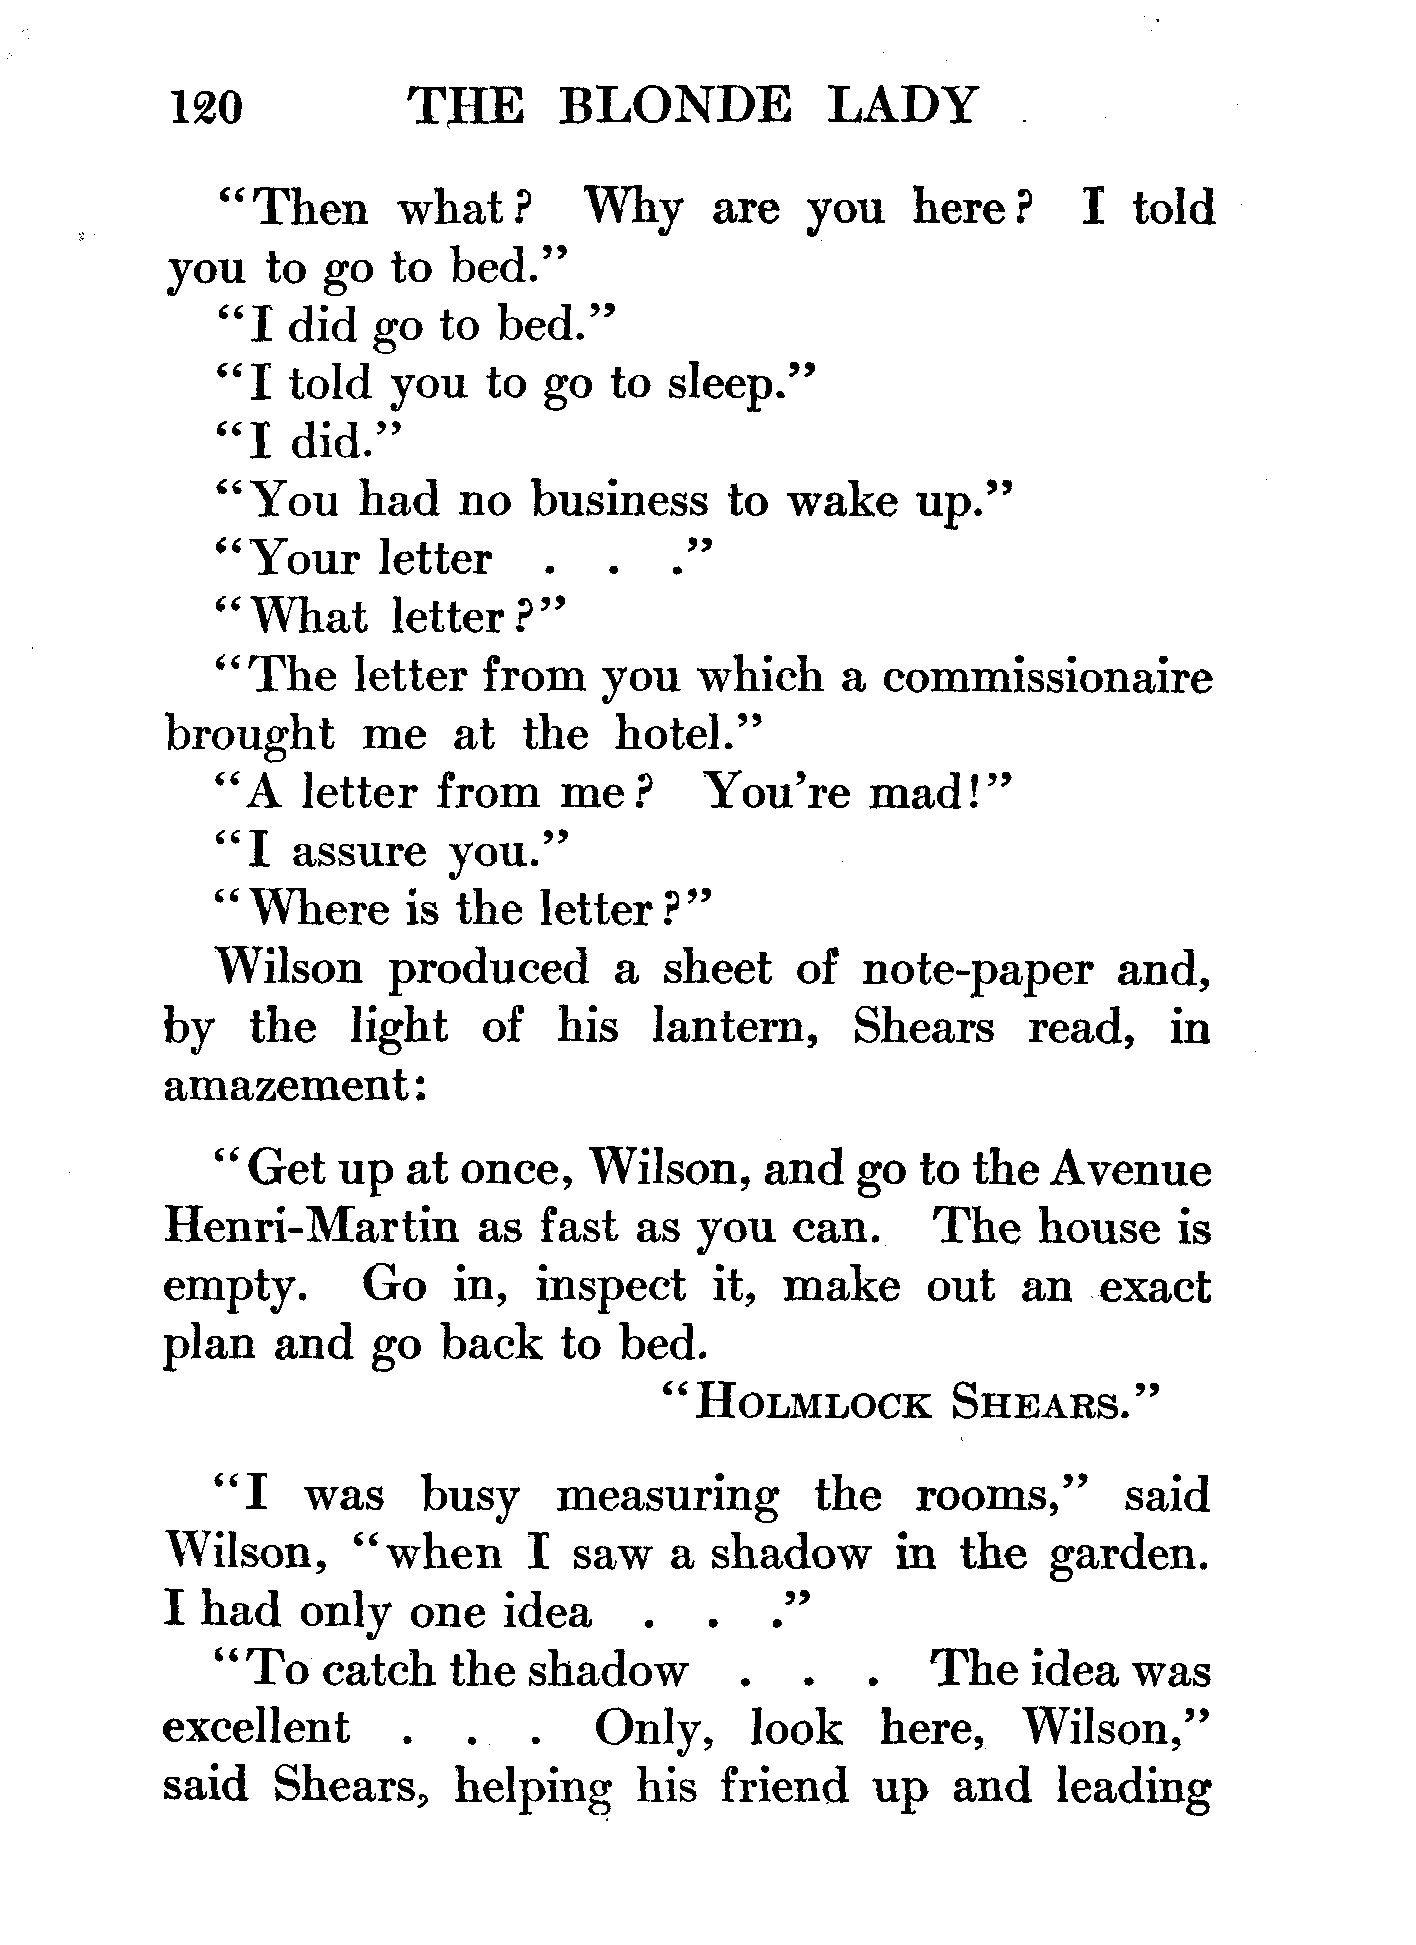 120 THE BLONDE LADY
"Then what? Why are you here? I told
you to go to bed."
"I did go to bed."
"I told you to go to sleep."
"I did."
"You had no business to wake up."
"Your letter . . ."
"What letter?"
"The letter from you which a commissionaire
brought me at the hotel."
"A letter from me? You're mad!"
"I assure you."
"Where is the letter?"
Wilson produced a sheet of note-paper and,
by the light of his lantern, Shears read, in
amazement:
"Get up at once, Wilson, and go to the Avenue
Henri-Martin as fast as you can. The house is
empty. Go in, inspect it, make out an exact
plan and go back to bed.
"HOLMLOCK SHEARS."
"I was busy measuring the rooms," said
Wilson, "when I saw a shadow in the garden.
I had only one idea . . ."
"To catch the shadow . . . The idea was
excellent . . . Only, look here, Wilson,"
said Shears, helping his friend up and leading